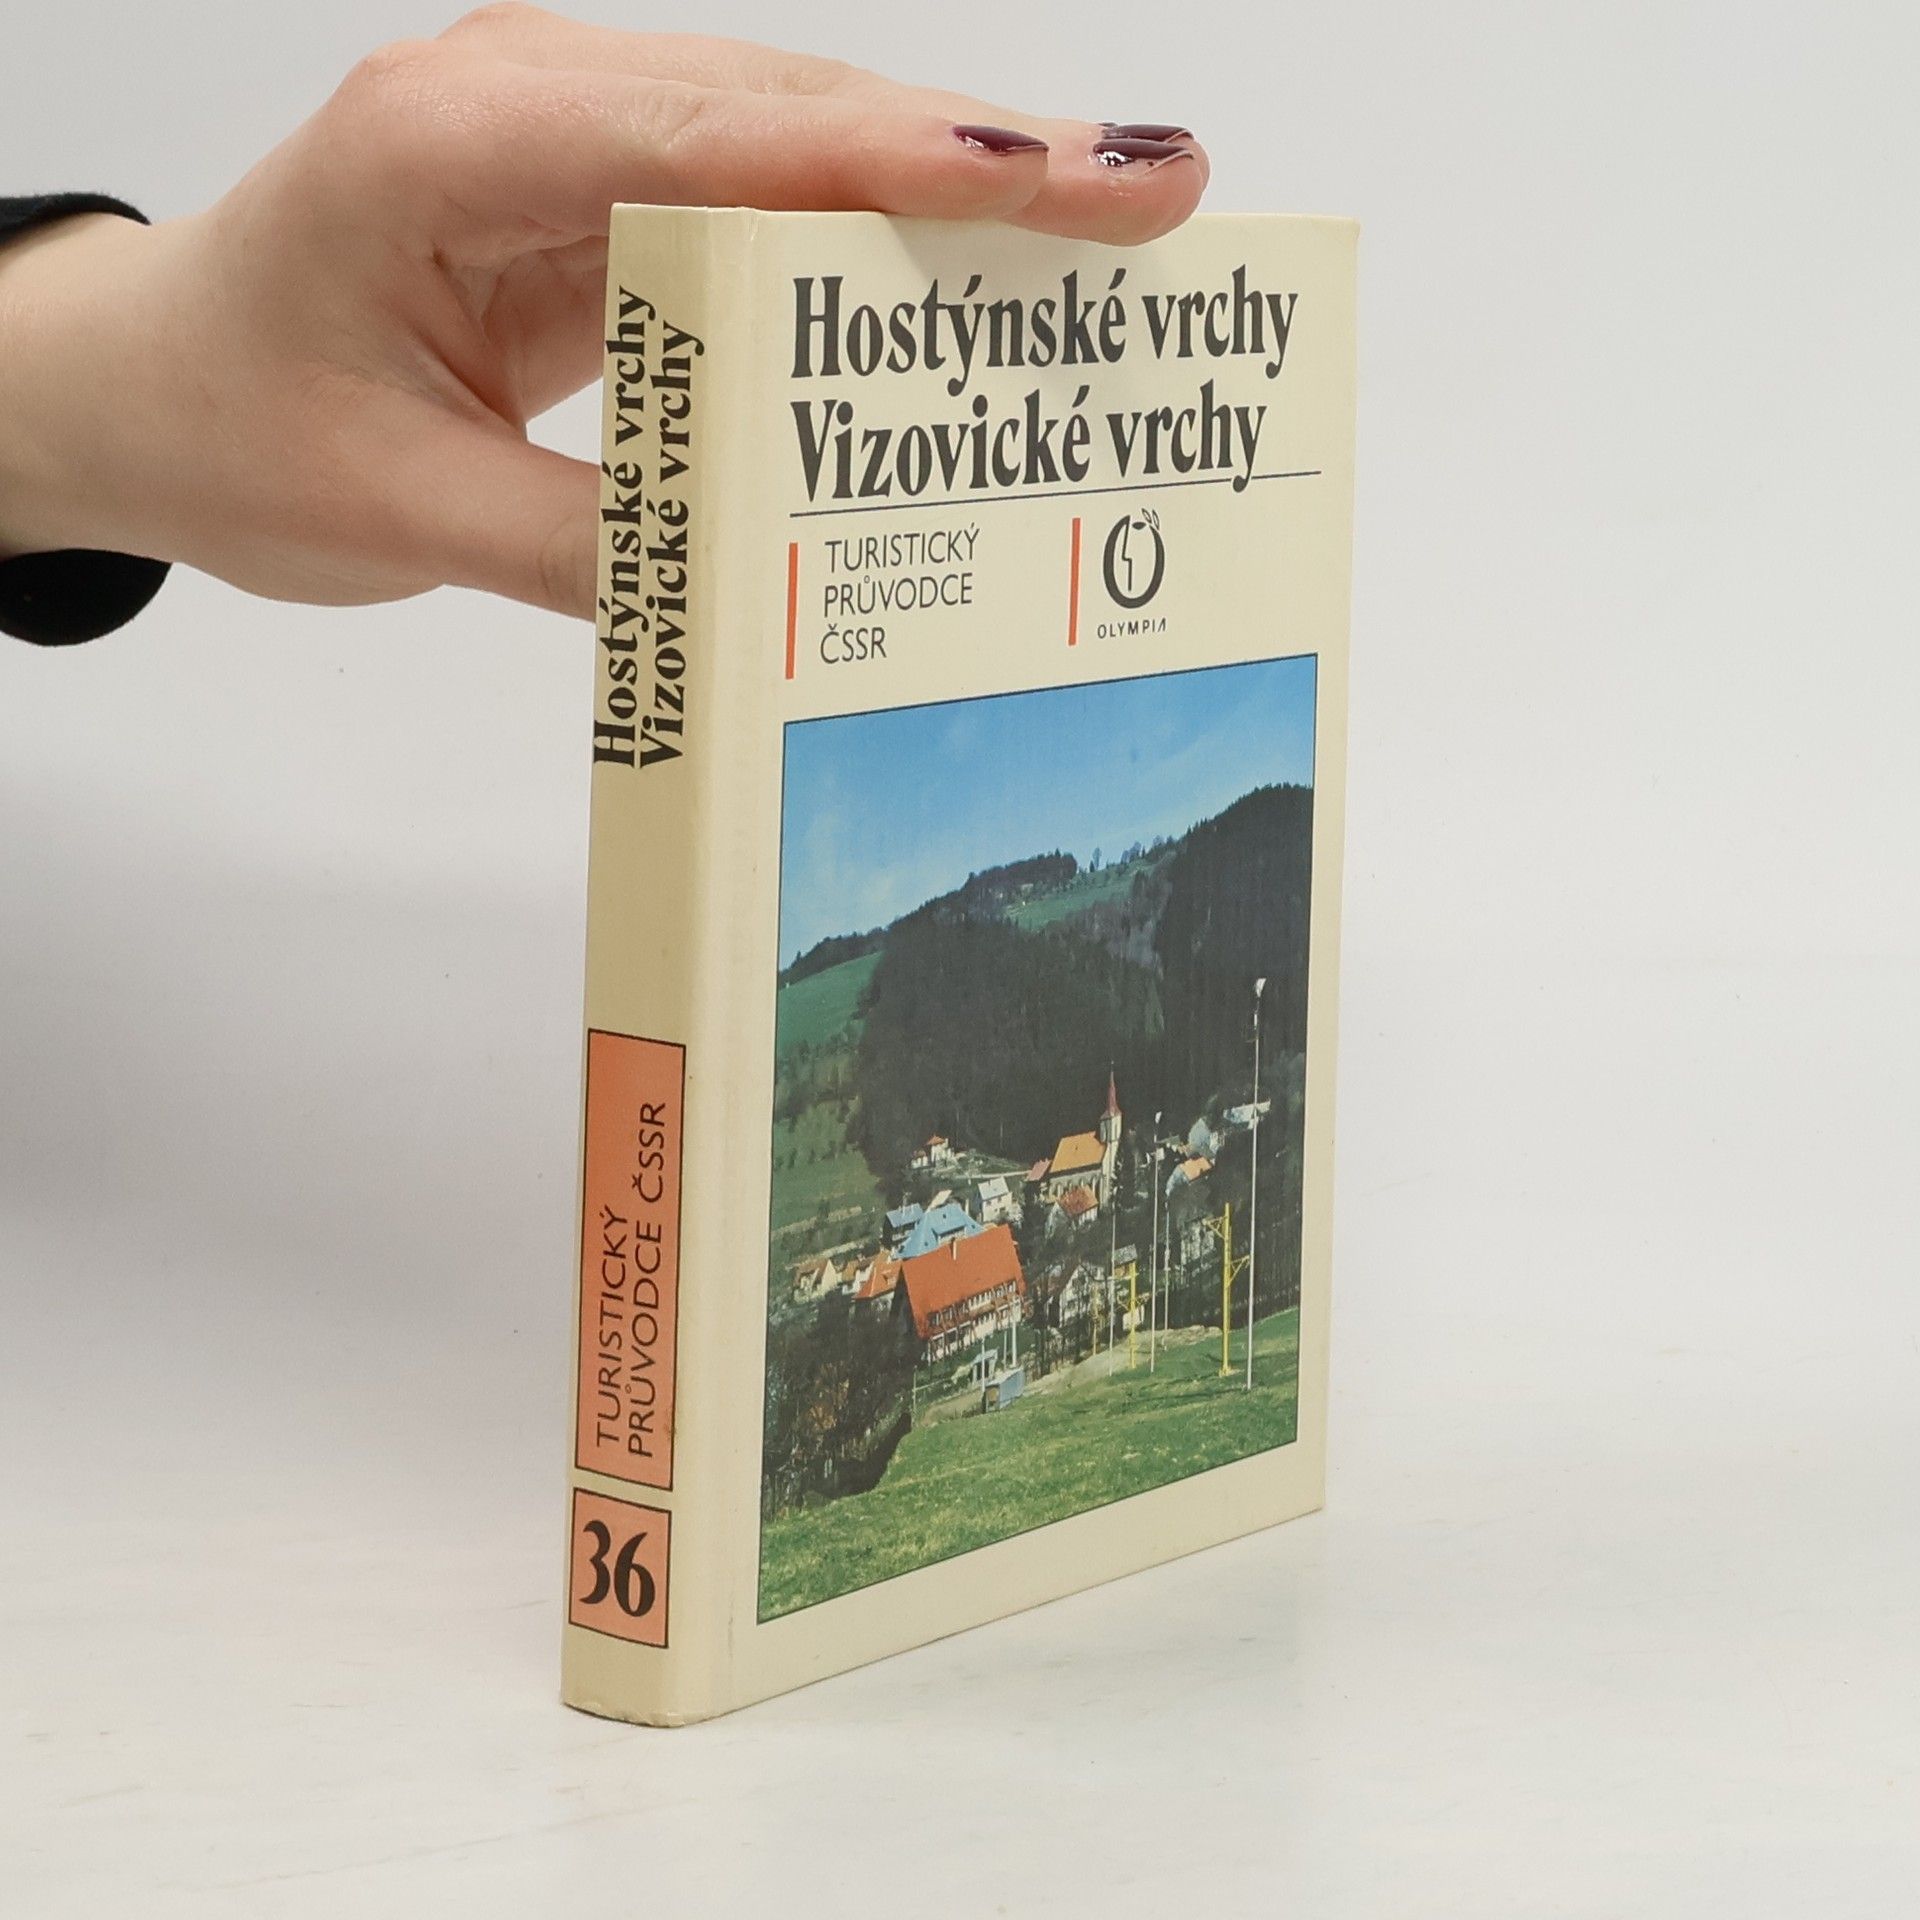 Hostýnské vrchy
Vizovické vrchy
TURISTICKÝ
PRŮVODCE
ČSSR
OLYMPIA
Hostýnské vrchy
Vizovické vrchy
TURISTICKÝ
PRŮVODCE ČSSR
36